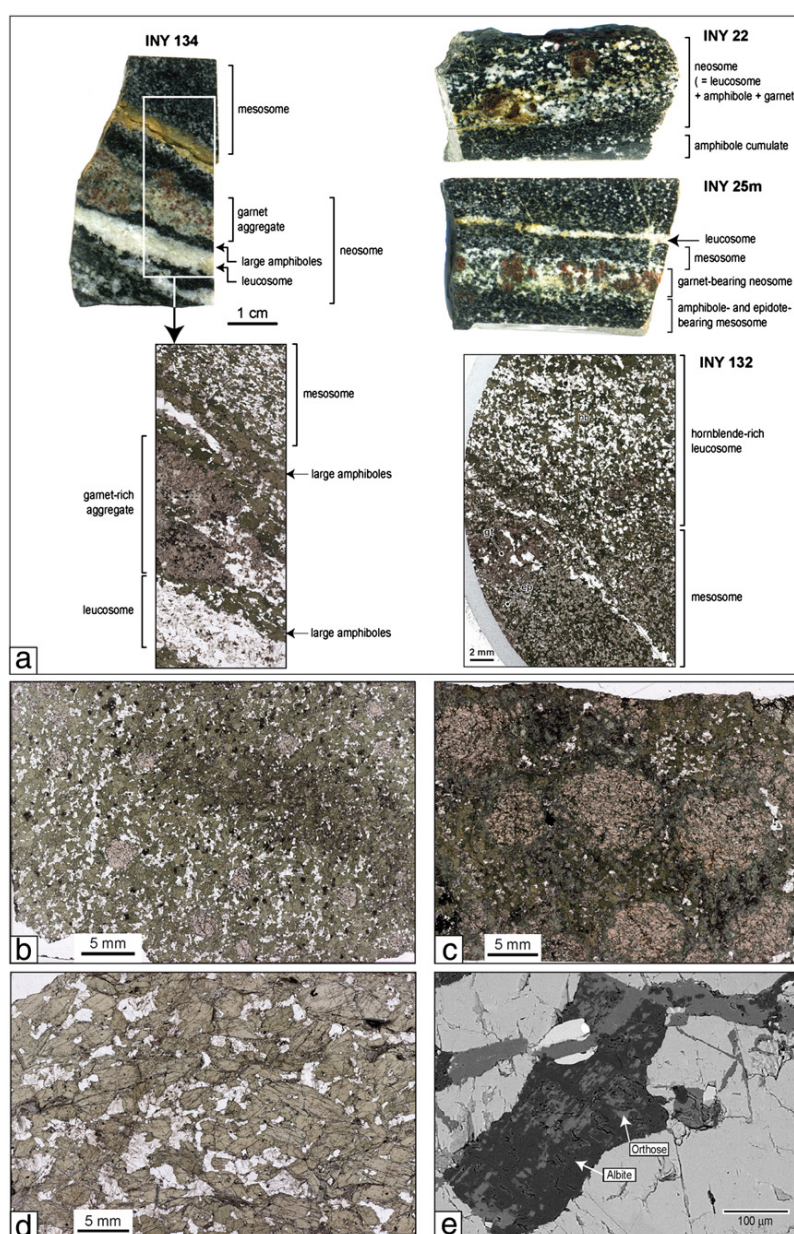 INY 134
mesosome
garnet
aggregate
large amphiboles
leucosome
neosome
1 cm
INY 22
neosome
( = leucosome
+ amphibole + garnet
amphibole cumulate
INY 25m
leucosome
mesosome
garnet-bearing neosome
amphibole- and epidote-
bearing mesosome
mesosome
large amphiboles
garnet-rich
aggregate
leucosome
large amphiboles
a
INY 132
hornblende-rich
leucosome
mesosome
2 mm
b
5 mm
c
5 mm
d
5 mm
Orthose
Albite
e
100 µm